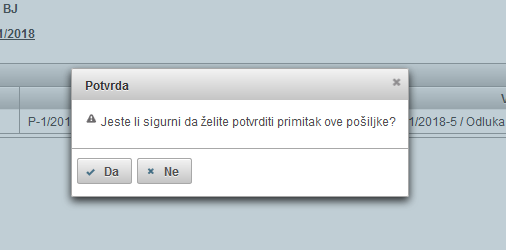 BJ
1/2018
Potvrda
V
P-1/201
Jeste li sigurni da želite potvrditi primitak ove pošiljke?
1/2018-5 / Odluka
Da
Ne